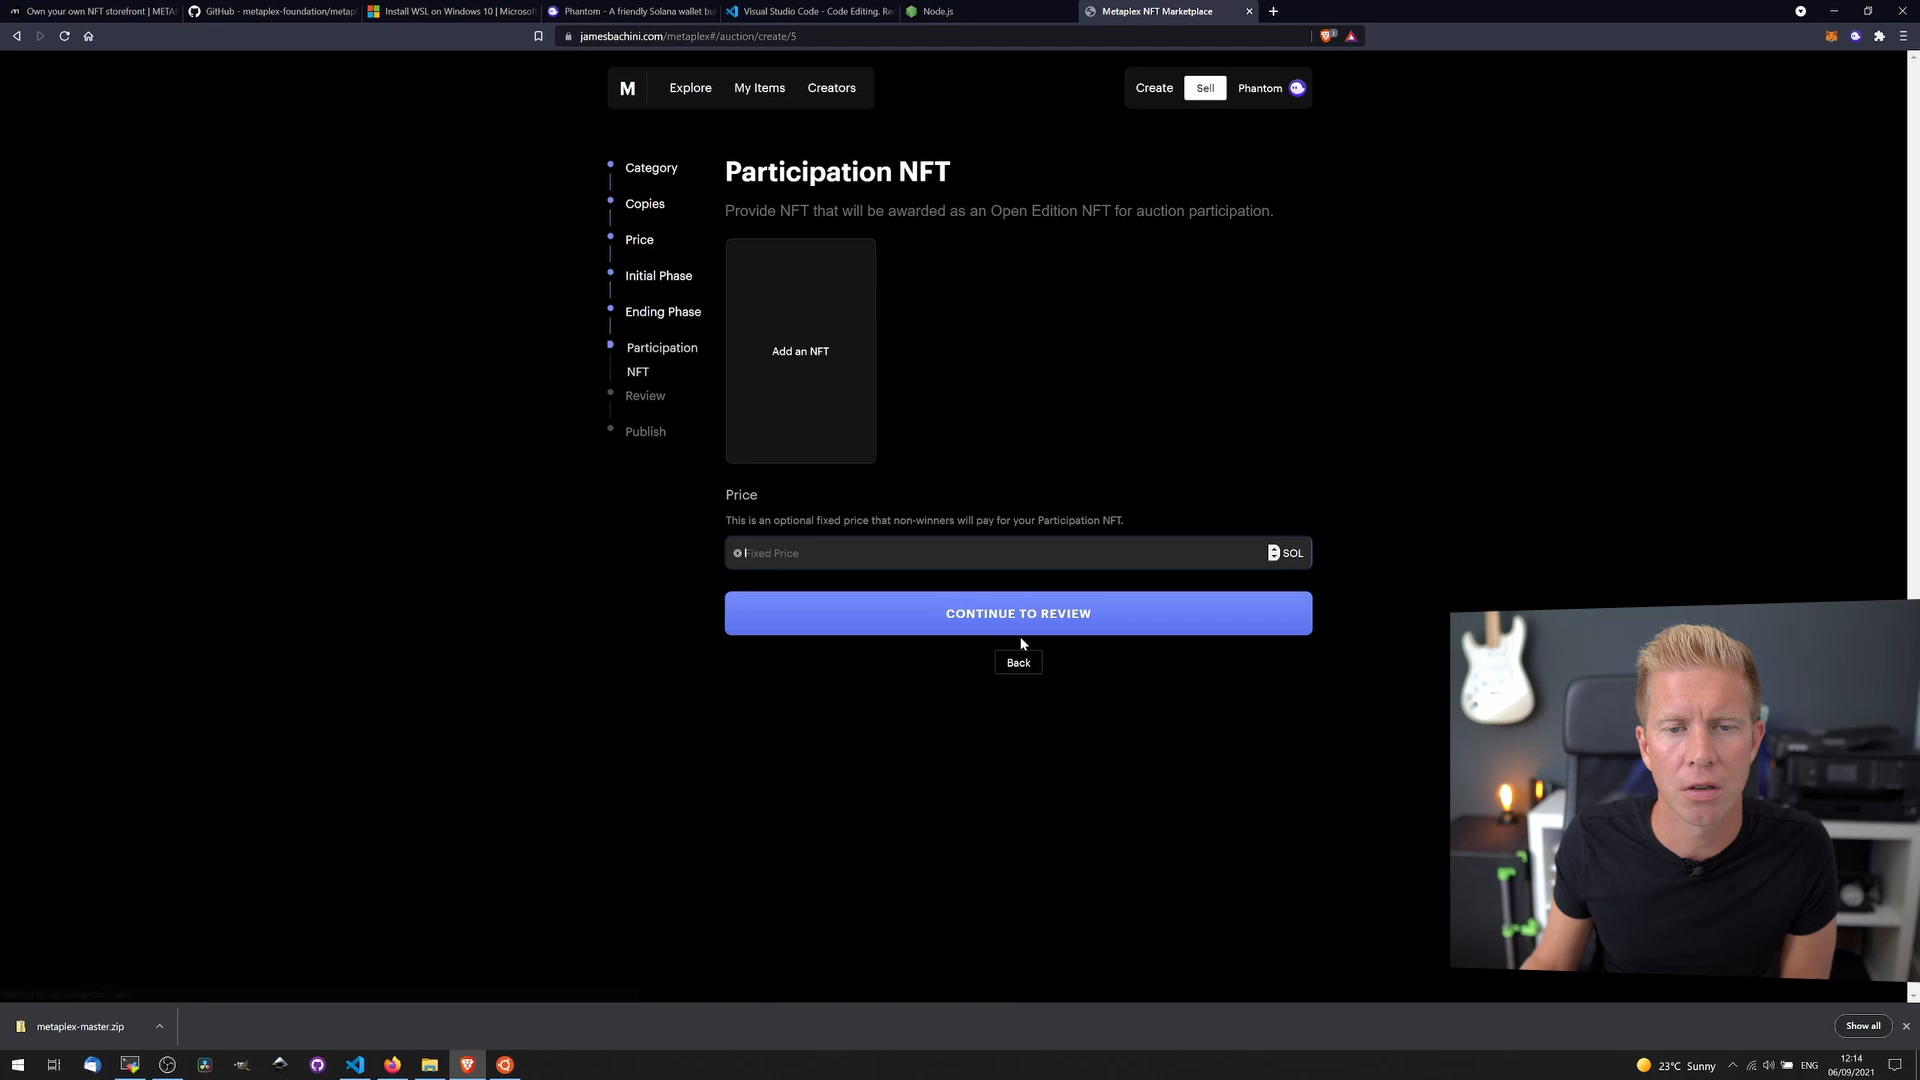 Own your own NFT storefront | META
GitHub - metaplex-foundation/metap
Install WSL on Windows 10 | Microsof
Phantom - A friendly Solana wallet bu
Visual Studio Code - Code Editing. Re
Node.js
Metaplex NFT Marketplace
jamesbachini.com/metaplex#/auction/create/5
3
M
Explore
My Items
Creators
Create
Sell
Phantom
Category
Copies
Price
Initial Phase
Ending Phase
Participation
NFT
Review
Publish
Participation NFT
Provide NFT that will be awarded as an Open Edition NFT for auction participation.
Add an NFT
Price
This is an optional fixed price that non-winners will pay for your Participation NFT.
Fixed Price
SOL
CONTINUE TO REVIEW
Back
metaplex-master.zip
Show all
23°C Sunny
ENG
12:14
06/09/2021